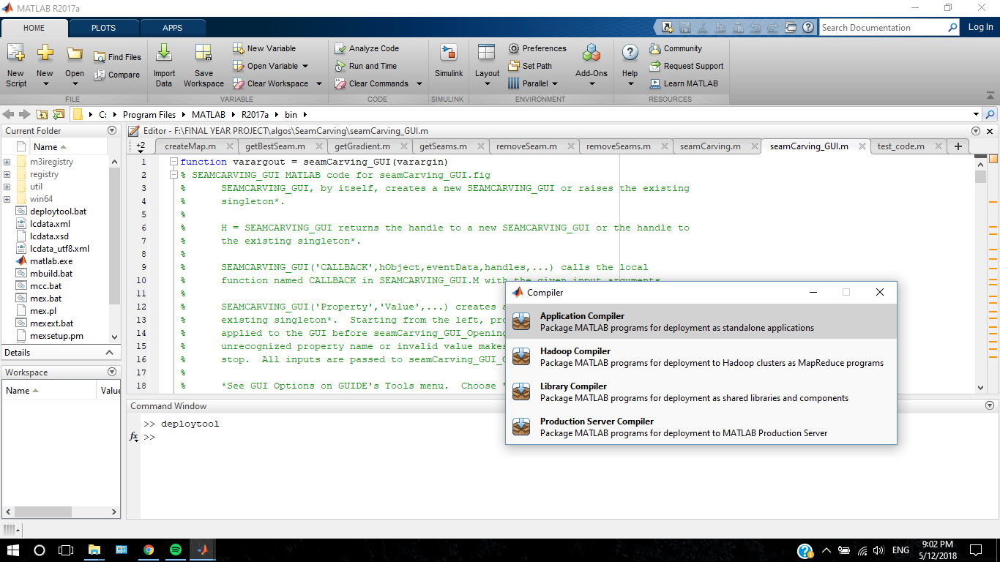 MATLAB R2017a
HOME PLOTS APPS
Search Documentation
Log In
New Script
New
Open
Find Files
Compare
FILE
Import Data
Save Workspace
New Variable
Open Variable
Clear Workspace
VARIABLE
Analyze Code
Run and Time
Clear Commands
CODE
Simulink
SIMULINK
Layout
Preferences
Set Path
Parallel
Add-Ons
ENVIRONMENT
Help
Community
Request Support
Learn MATLAB
RESOURCES
C: Program Files MATLAB R2017a bin
Current Folder
Name
m3iregistry
registry
util
win64
deploytool.bat
lcdata.xml
lcdata.xsd
lcdata_utf8.xml
matlab.exe
mbuild.bat
mcc.bat
mex.bat
mex.pl
mexext.bat
mexsetup.pm
Details
Workspace
Name Value
Editor - F:\FINAL YEAR PROJECT\algos\SeamCarving\seamCarving_GUI.m
+2 createMap.m getBestSeam.m getGradient.m getSeams.m removeSeam.m removeSeams.m seamCarving.m seamCarving_GUI.m test_code.m
1 function varargout = seamCarving_GUI(varargin)
2 % SEAMCARVING_GUI MATLAB code for seamCarving_GUI.fig
3 % SEAMCARVING_GUI, by itself, creates a new SEAMCARVING_GUI or raises the existing
4 % singleton*.
5 %
6 % H = SEAMCARVING_GUI returns the handle to a new SEAMCARVING_GUI or the handle to
7 % the existing singleton*.
8 %
9 % SEAMCARVING_GUI('CALLBACK',hObject,eventData,handles,...) calls the local
10 % function named CALLBACK in SEAMCARVING_GUI.M with the given input arguments.
11 %
12 % SEAMCARVING_GUI('Property','Value',...) creates a
13 % existing singleton*. Starting from the left, pro
14 % applied to the GUI before seamCarving_GUI_Opening
15 % unrecognized property name or invalid value makes
16 % stop. All inputs are passed to seamCarving_GUI_O
17 %
18 % *See GUI Options on GUIDE's Tools menu. Choose "
Compiler
Application Compiler
Package MATLAB programs for deployment as standalone applications
Hadoop Compiler
Package MATLAB programs for deployment to Hadoop clusters as MapReduce programs
Library Compiler
Package MATLAB programs for deployment as shared libraries and components
Production Server Compiler
Package MATLAB programs for deployment to MATLAB Production Server
Command Window
>> deploytool
fx >>
ENG
9:02 PM
5/12/2018